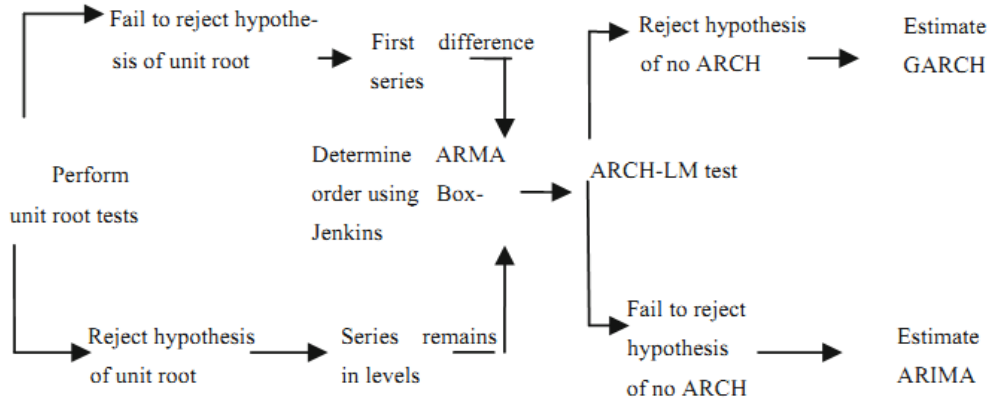 Fail to reject hypothe-
sis of unit root
First difference
series
Reject hypothesis
of no ARCH
Estimate
GARCH
Perform
unit root tests
Determine ARMA
order using Box-
Jenkins
ARCH-LM test
Reject hypothesis
of unit root
Series remains
in levels
Fail to reject
hypothesis
of no ARCH
Estimate
ARIMA